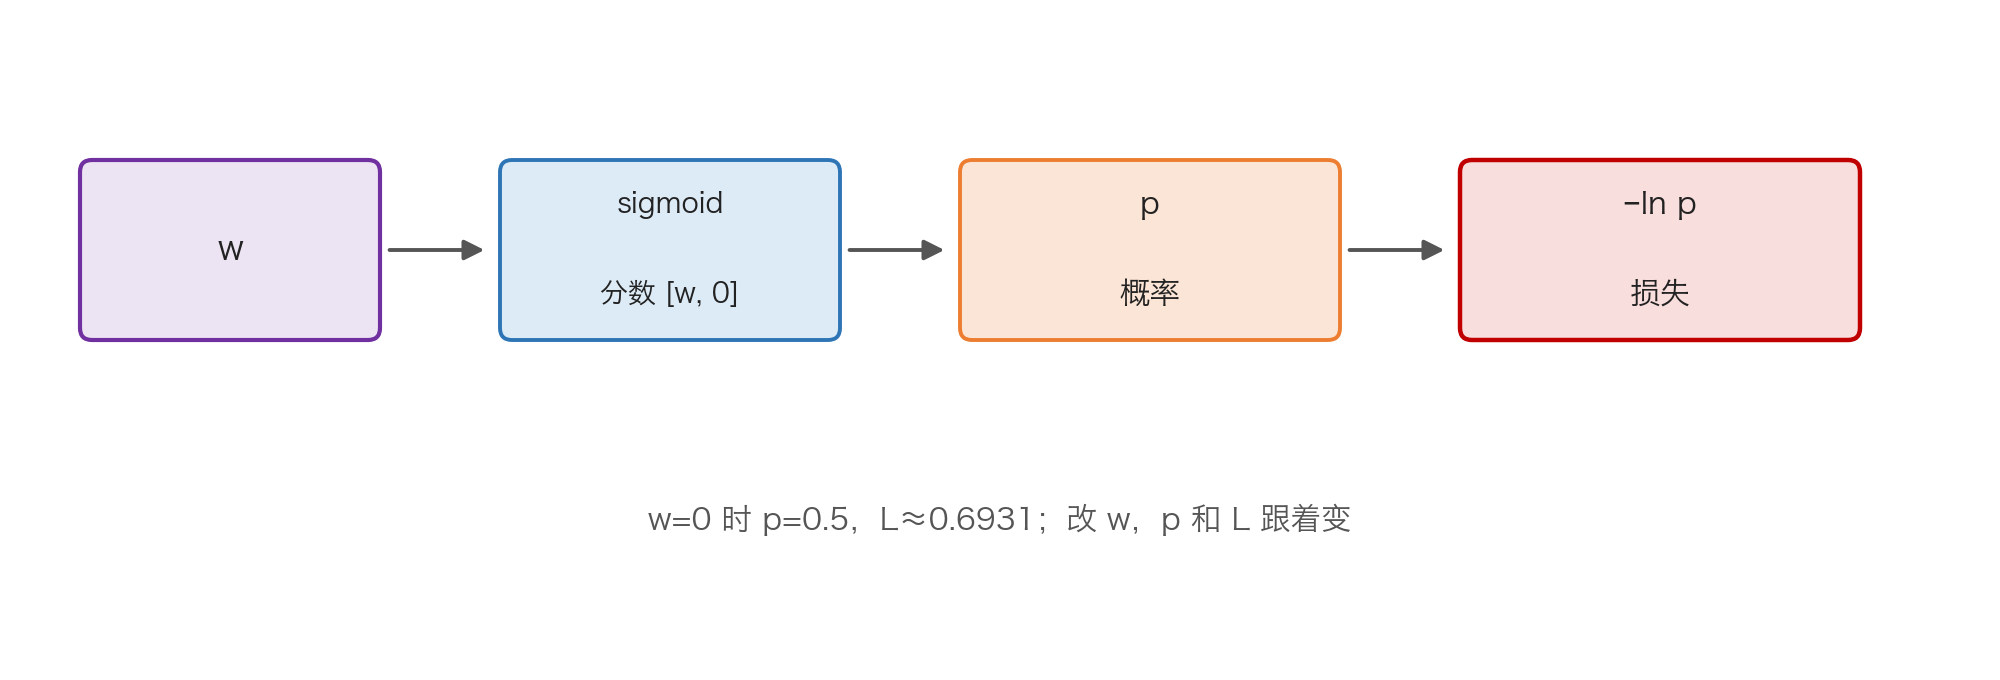 w
sigmoid
分数 [w, 0]
p
概率
−ln p
损失
w=0 时 p=0.5，L≈0.6931；改 w，p 和 L 跟着变